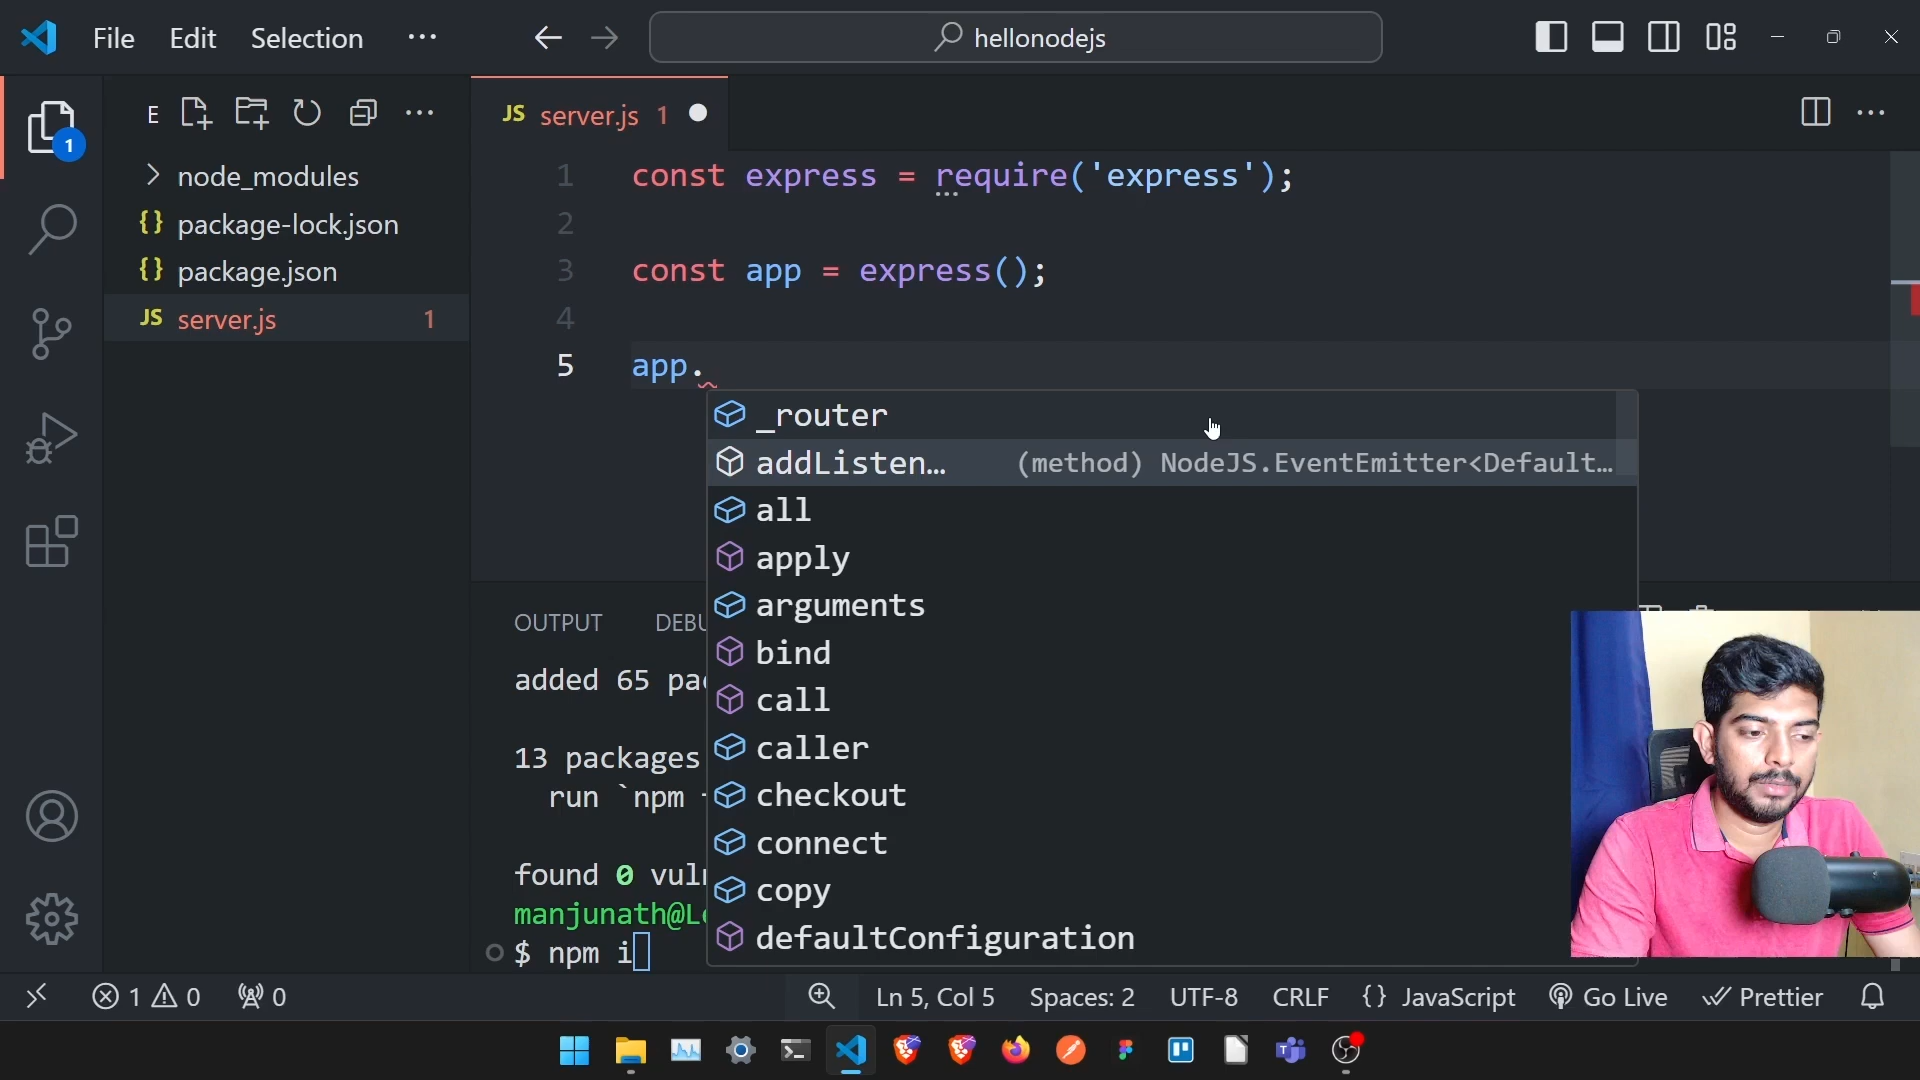 File Edit Selection ··· hellonodejs
E
1
node_modules
{} package-lock.json
{} package.json
JS server.js 1
JS server.js 1
1 const express = require('express');
2
3 const app = express();
4
5 app.
_router
addListen… (method) NodeJS.EventEmitter<Default…
all
apply
arguments
bind
call
caller
checkout
connect
copy
defaultConfiguration
OUTPUT DEBU
added 65 pa
13 packages
run `npm
found 0 vul
manjunath@L
$ npm i
1 0 0 Ln 5, Col 5 Spaces: 2 UTF-8 CRLF {} JavaScript Go Live Prettier